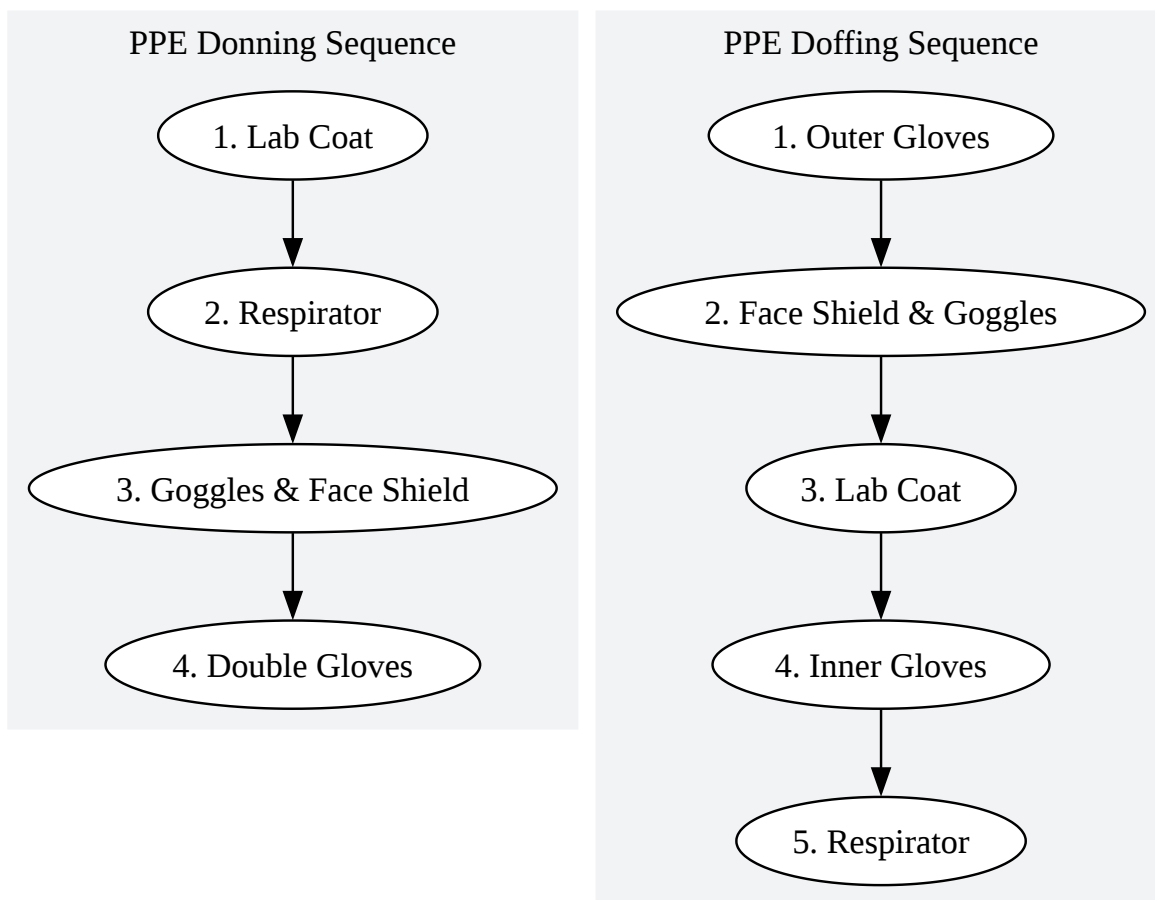 PPE Donning Sequence
1. Lab Coat
2. Respirator
3. Goggles & Face Shield
4. Double Gloves
PPE Doffing Sequence
1. Outer Gloves
2. Face Shield & Goggles
3. Lab Coat
4. Inner Gloves
5. Respirator